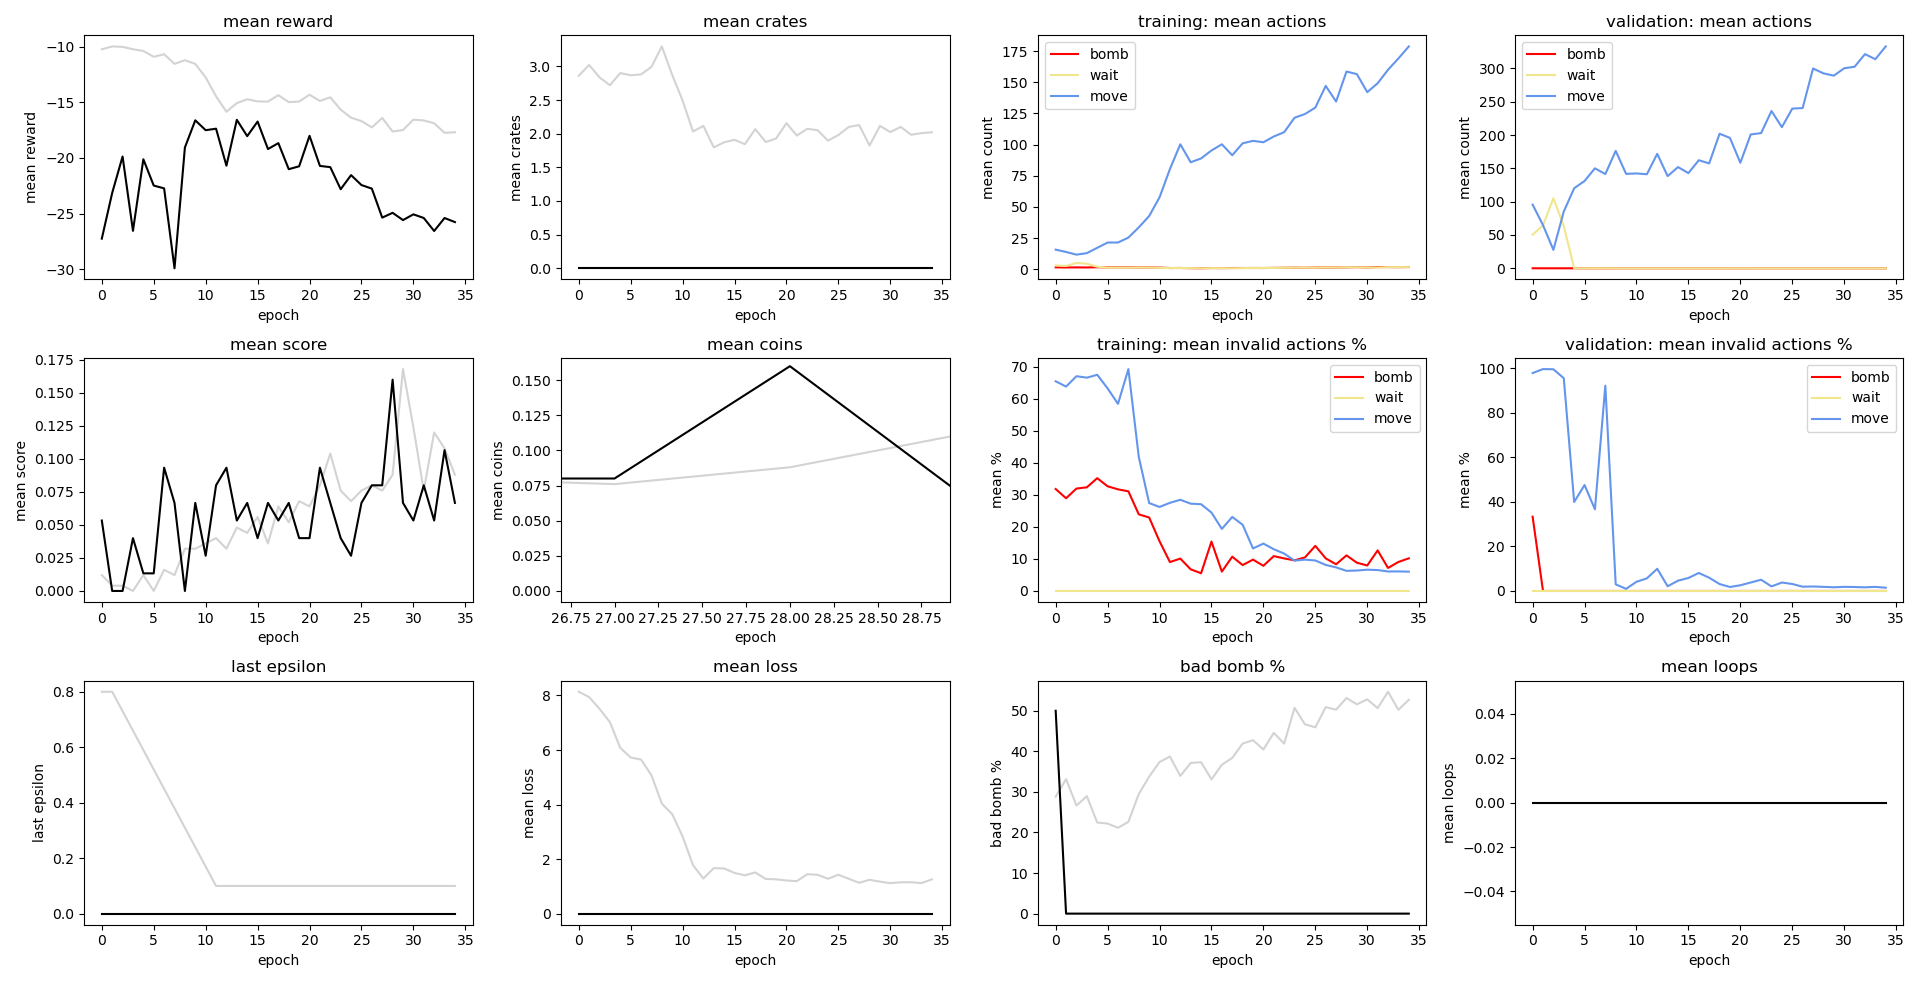 mean reward
mean reward
−10
−15
−20
−25
−30
0 5 10 15 20 25 30 35
epoch
mean crates
mean crates
3.0
2.5
2.0
1.5
1.0
0.5
0.0
0 5 10 15 20 25 30 35
epoch
training: mean actions
mean count
175
150
125
100
75
50
25
0
bomb
wait
move
0 5 10 15 20 25 30 35
epoch
validation: mean actions
mean count
300
250
200
150
100
50
0
bomb
wait
move
0 5 10 15 20 25 30 35
epoch
mean score
mean score
0.175
0.150
0.125
0.100
0.075
0.050
0.025
0.000
0 5 10 15 20 25 30 35
epoch
mean coins
mean coins
0.150
0.125
0.100
0.075
0.050
0.025
0.000
26.75 27.00 27.25 27.50 27.75 28.00 28.25 28.50 28.75
epoch
training: mean invalid actions %
mean %
70
60
50
40
30
20
10
0
bomb
wait
move
0 5 10 15 20 25 30 35
epoch
validation: mean invalid actions %
mean %
100
80
60
40
20
0
bomb
wait
move
0 5 10 15 20 25 30 35
epoch
last epsilon
last epsilon
0.8
0.6
0.4
0.2
0.0
0 5 10 15 20 25 30 35
epoch
mean loss
mean loss
8
6
4
2
0
0 5 10 15 20 25 30 35
epoch
bad bomb %
bad bomb %
50
40
30
20
10
0
0 5 10 15 20 25 30 35
epoch
mean loops
mean loops
0.04
0.02
0.00
−0.02
−0.04
0 5 10 15 20 25 30 35
epoch